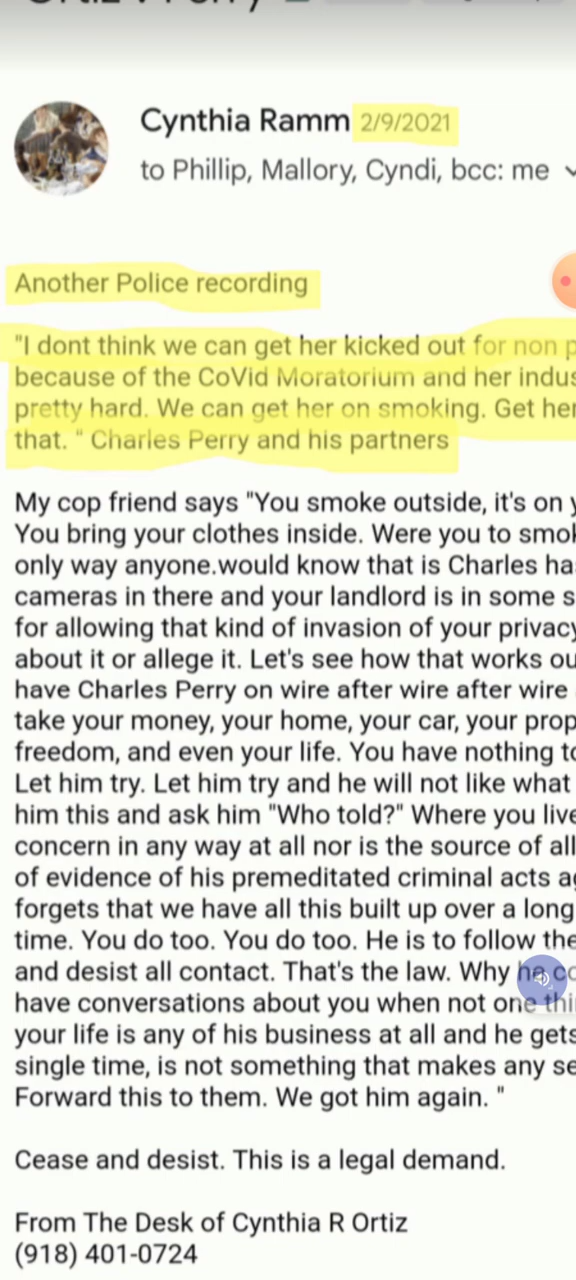 Cynthia Ramm 2/9/2021
to Phillip, Mallory, Cyndi, bcc: me
Another Police recording
"I dont think we can get her kicked out for non
because of the CoVid Moratorium and her
pretty hard. We can get her on smoking. Get
that. " Charles Perry and his partners
My cop friend says "You smoke outside, it's on
You bring your clothes inside. Were you to
only way anyone.would know that is Charles
cameras in there and your landlord is in some
for allowing that kind of invasion of your privacy
about it or allege it. Let's see how that works
have Charles Perry on wire after wire after wire
take your money, your home, your car, your
freedom, and even your life. You have nothing
Let him try. Let him try and he will not like what
him this and ask him "Who told?" Where you
concern in any way at all nor is the source of all
of evidence of his premeditated criminal acts
forgets that we have all this built up over a long
time. You do too. You do too. He is to follow the
and desist all contact. That's the law. Why
have conversations about you when not one
your life is any of his business at all and he gets
single time, is not something that makes any
Forward this to them. We got him again. "
Cease and desist. This is a legal demand.
From The Desk of Cynthia R Ortiz
(918) 401-0724